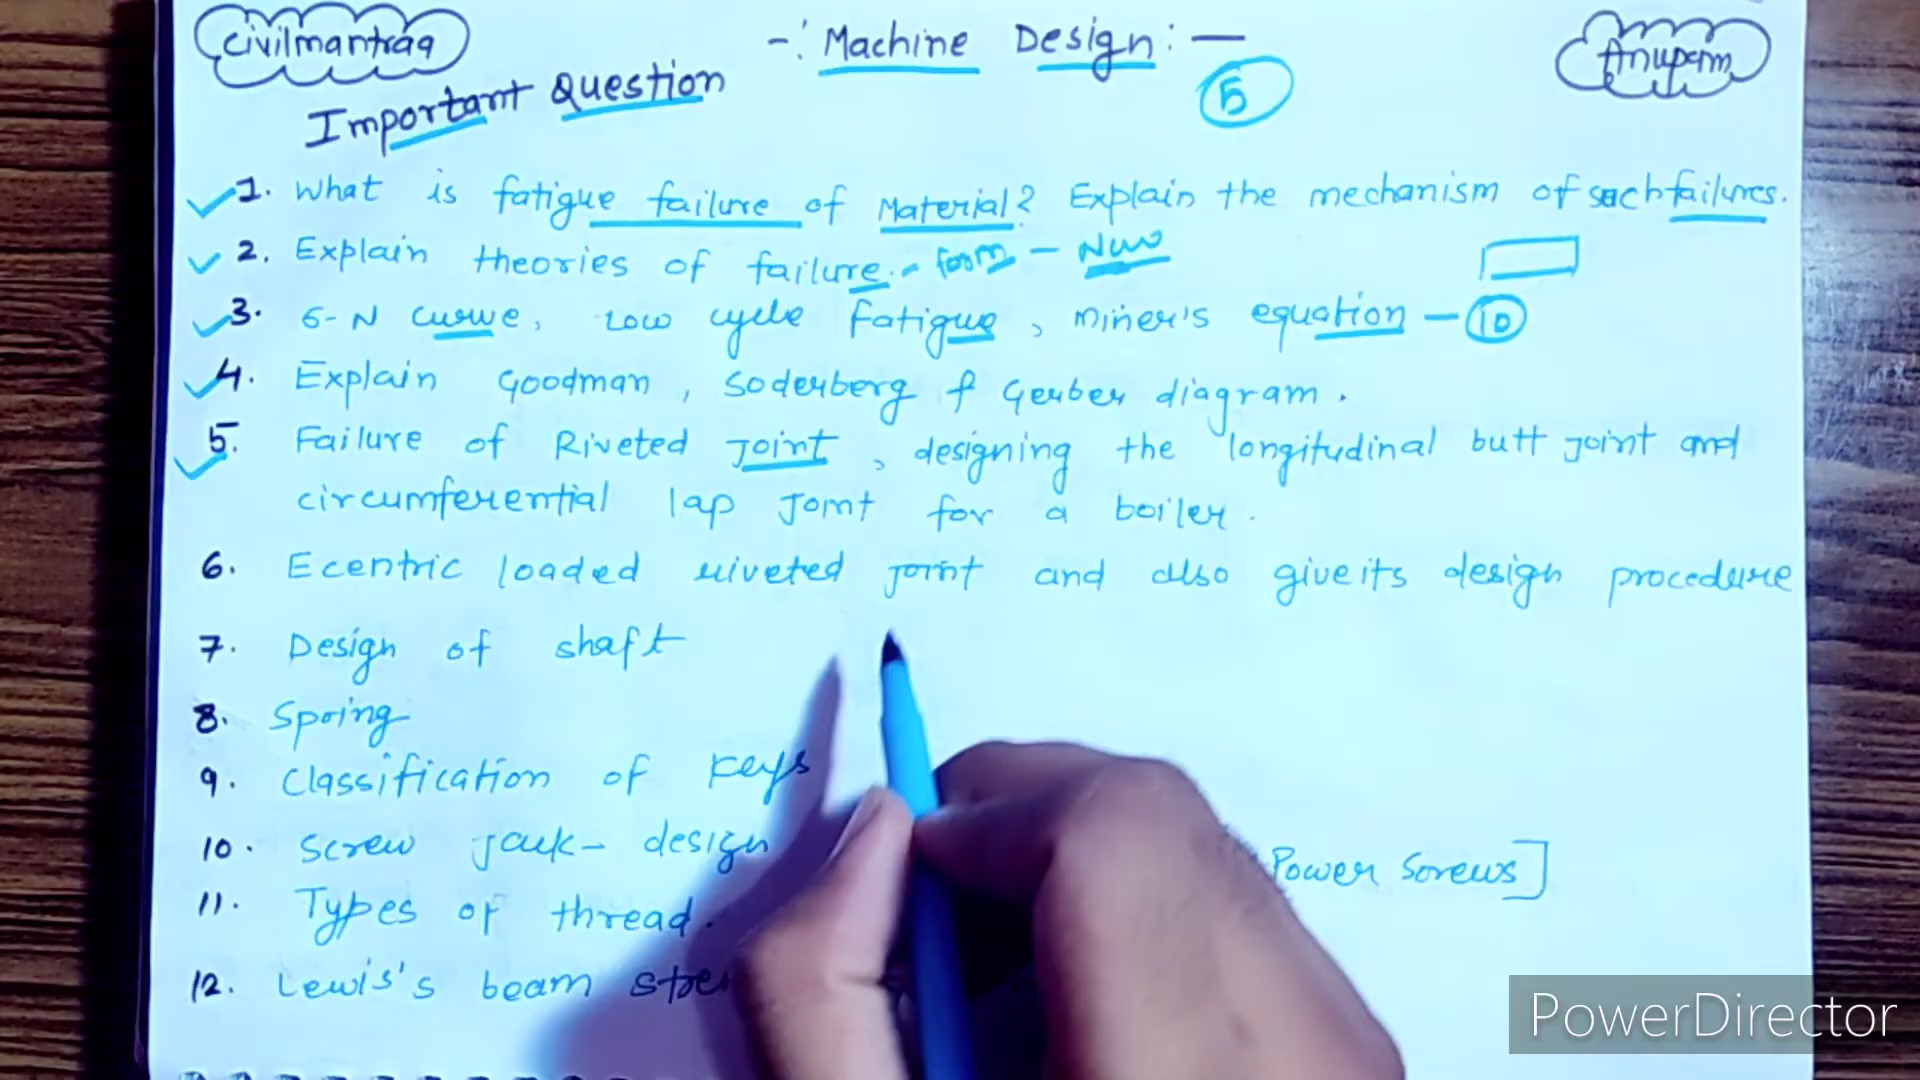 civilmantraa
-: Machine Design : —
Anuperm
Important Question
5
1. What is fatigue failure of Material? Explain the mechanism of such failures.
2. Explain theories of failure. - form - Num
3. 6-N curve, Low cycle fatigue, Miner's equation - 10
4. Explain Goodman, Soderberg f Gerber diagram.
5. Failure of Riveted Joint, designing the longitudinal butt joint and
circumferential lap Joint for a boiler.
6. Ecentric loaded riveted joint and also give its design procedure
7. Design of shaft
8. Spring
9. Classification of keys
10. Screw jack - design
Power Screws]
11. Types of thread.
12. Lewis's beam
PowerDirector